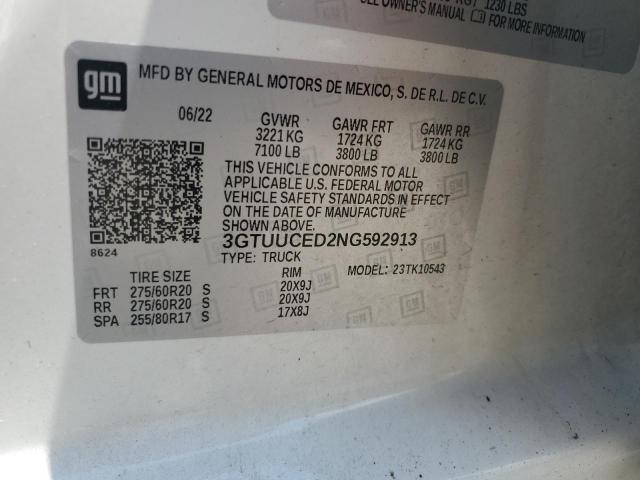 1230 LBS
SEE OWNER'S MANUAL FOR MORE INFORMATION
gm
MFD BY GENERAL MOTORS DE MEXICO, S. DE R.L. DE C.V.
06/22 GVWR GAWR FRT GAWR RR
3221 KG 1724 KG 1724 KG
7100 LB 3800 LB 3800 LB
THIS VEHICLE CONFORMS TO ALL
APPLICABLE U.S. FEDERAL MOTOR
VEHICLE SAFETY STANDARDS IN EFFECT
ON THE DATE OF MANUFACTURE
SHOWN ABOVE.
8624
3GTUUCED2NG592913
TYPE: TRUCK MODEL: 23TK10543
TIRE SIZE RIM
FRT 275/60R20 S 20X9J
RR 275/60R20 S 20X9J
SPA 255/80R17 S 17X8J